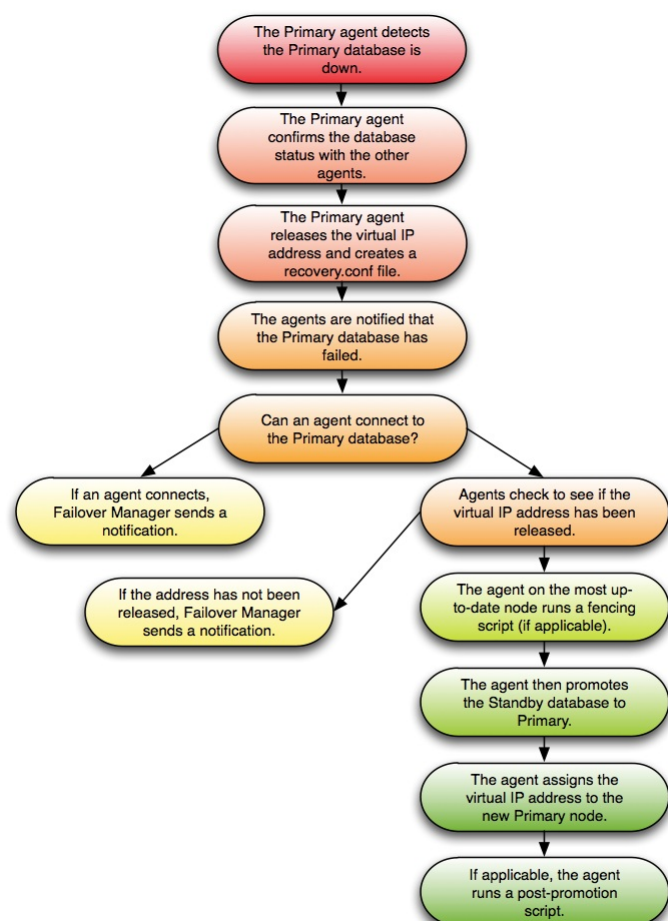 The Primary agent detects
the Primary database is
down.
The Primary agent
confirms the database
status with the other
agents.
The Primary agent
releases the virtual IP
address and creates a
recovery.conf file.
The agents are notified that
the Primary database has
failed.
Can an agent connect to
the Primary database?
If an agent connects,
Failover Manager sends a
notification.
Agents check to see if the
virtual IP address has been
released.
If the address has not been
released, Failover Manager
sends a notification.
The agent on the most up-
to-date node runs a fencing
script (if applicable).
The agent then promotes
the Standby database to
Primary.
The agent assigns the
virtual IP address to the
new Primary node.
If applicable, the agent
runs a post-promotion
script.